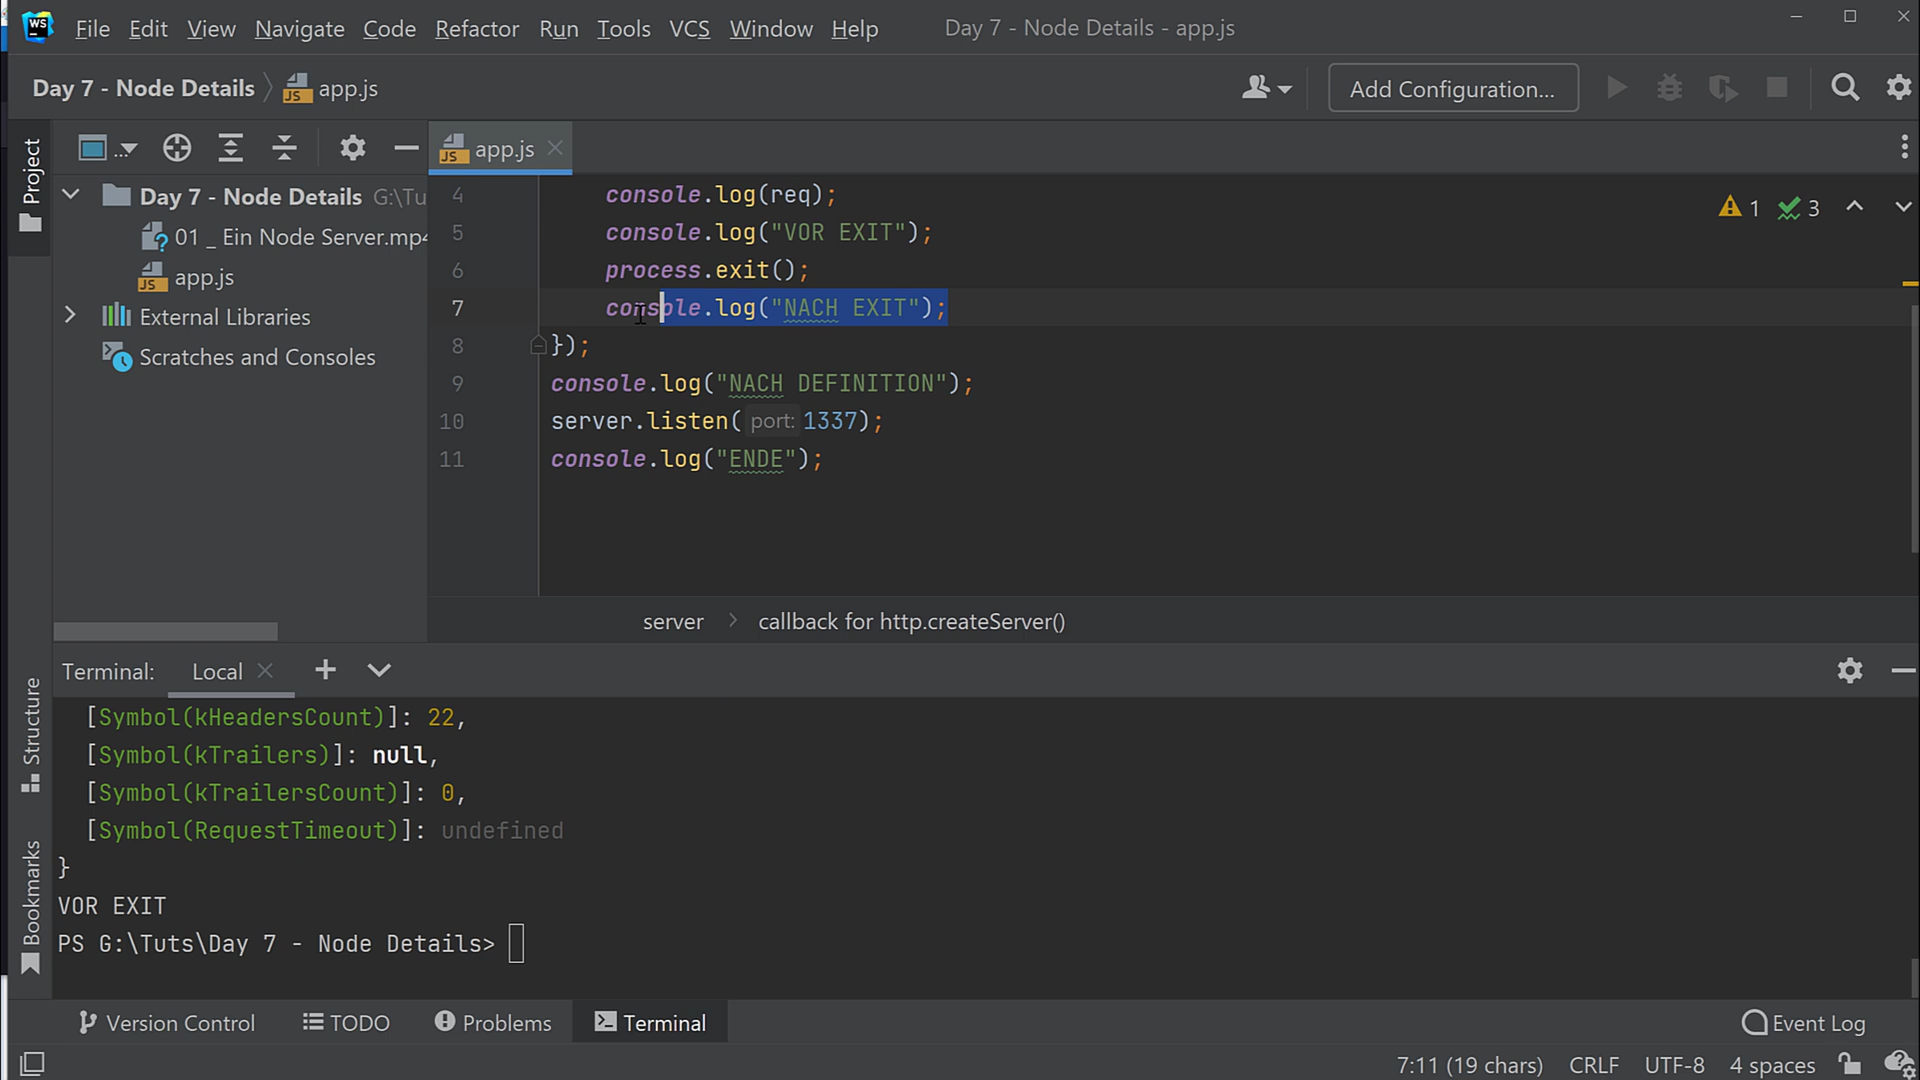 WS File Edit View Navigate Code Refactor Run Tools VCS Window Help Day 7 - Node Details - app.js
Day 7 - Node Details app.js Add Configuration...
Project
... app.js
Day 7 - Node Details G:\Tu
01 _ Ein Node Server.mp4
app.js
External Libraries
Scratches and Consoles
4 console.log(req);
5 console.log("VOR EXIT");
6 process.exit();
7 console.log("NACH EXIT");
8 });
9 console.log("NACH DEFINITION");
10 server.listen( port: 1337);
11 console.log("ENDE");
1 3
server > callback for http.createServer()
Structure
Bookmarks
Terminal: Local
[Symbol(kHeadersCount)]: 22,
[Symbol(kTrailers)]: null,
[Symbol(kTrailersCount)]: 0,
[Symbol(RequestTimeout)]: undefined
}
VOR EXIT
PS G:\Tuts\Day 7 - Node Details>
Version Control TODO Problems Terminal Event Log
7:11 (19 chars) CRLF UTF-8 4 spaces